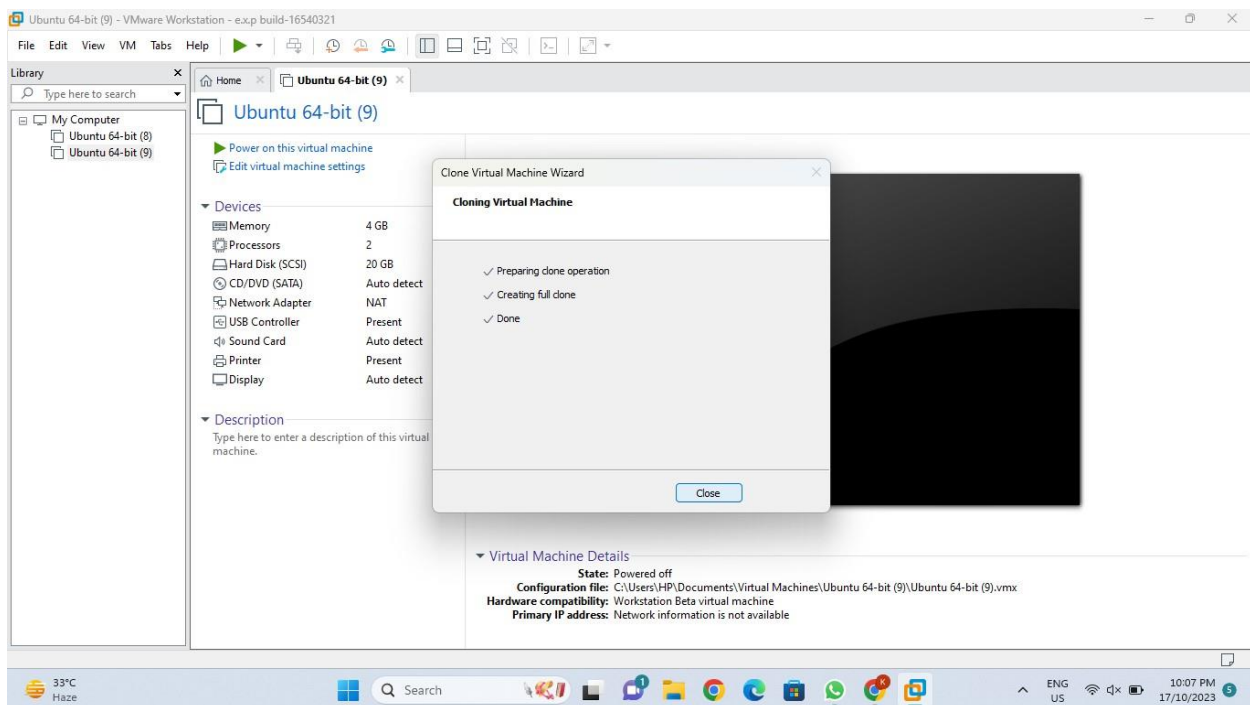 Ubuntu 64-bit (9) - VMware Workstation - e.x.p build-16540321
File Edit View VM Tabs Help
Library
Type here to search
My Computer
Ubuntu 64-bit (8)
Ubuntu 64-bit (9)
Home
Ubuntu 64-bit (9)
Ubuntu 64-bit (9)
Power on this virtual machine
Edit virtual machine settings
Devices
Memory 4 GB
Processors 2
Hard Disk (SCSI) 20 GB
CD/DVD (SATA) Auto detect
Network Adapter NAT
USB Controller Present
Sound Card Auto detect
Printer Present
Display Auto detect
Description
Type here to enter a description of this virtual
machine.
Clone Virtual Machine Wizard
Cloning Virtual Machine
Preparing clone operation
Creating full clone
Done
Close
Virtual Machine Details
State: Powered off
Configuration file: C:\Users\HP\Documents\Virtual Machines\Ubuntu 64-bit (9)\Ubuntu 64-bit (9).vmx
Hardware compatibility: Workstation Beta virtual machine
Primary IP address: Network information is not available
33°C
Haze
Search
1
K
ENG
US
10:07 PM
17/10/2023
5